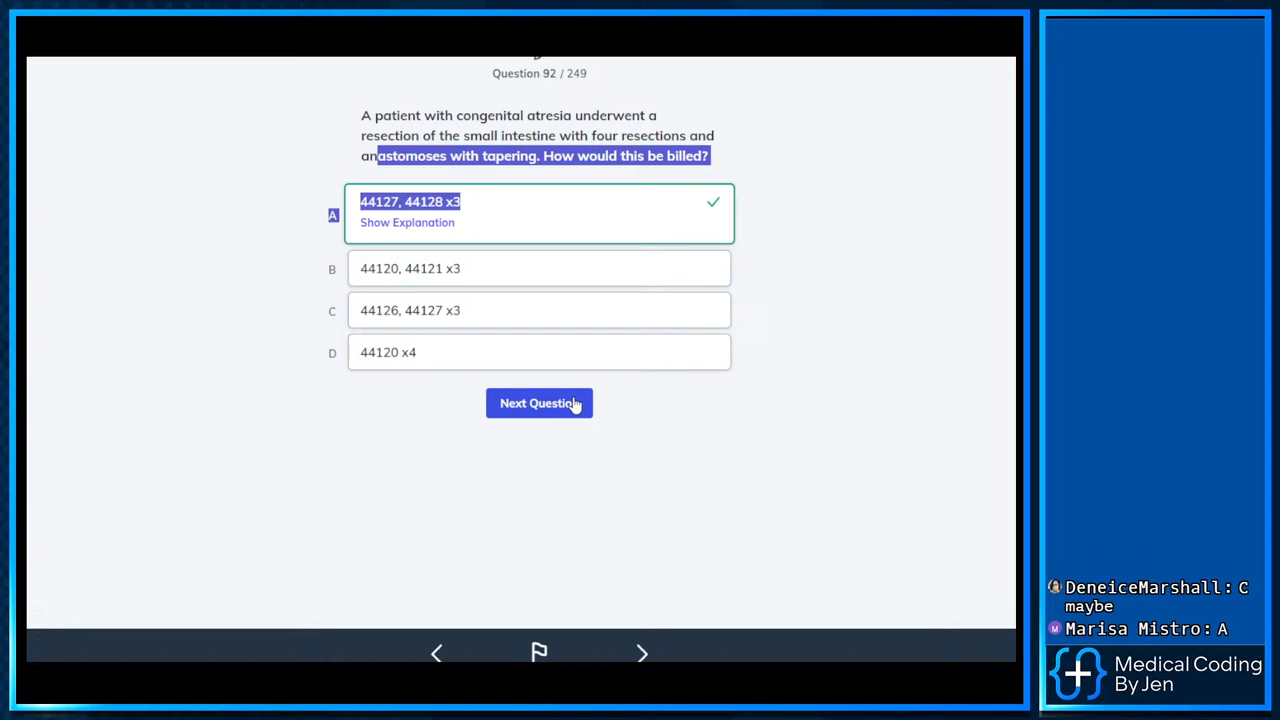 Question 92 / 249
A patient with congenital atresia underwent a
resection of the small intestine with four resections and
anastomoses with tapering. How would this be billed?
A
44127, 44128 x3
Show Explanation
B
44120, 44121 x3
C
44126, 44127 x3
D
44120 x4
Next Question
DeneiceMarshall: C
maybe
M
Marisa Mistro: A
Medical Coding
By Jen